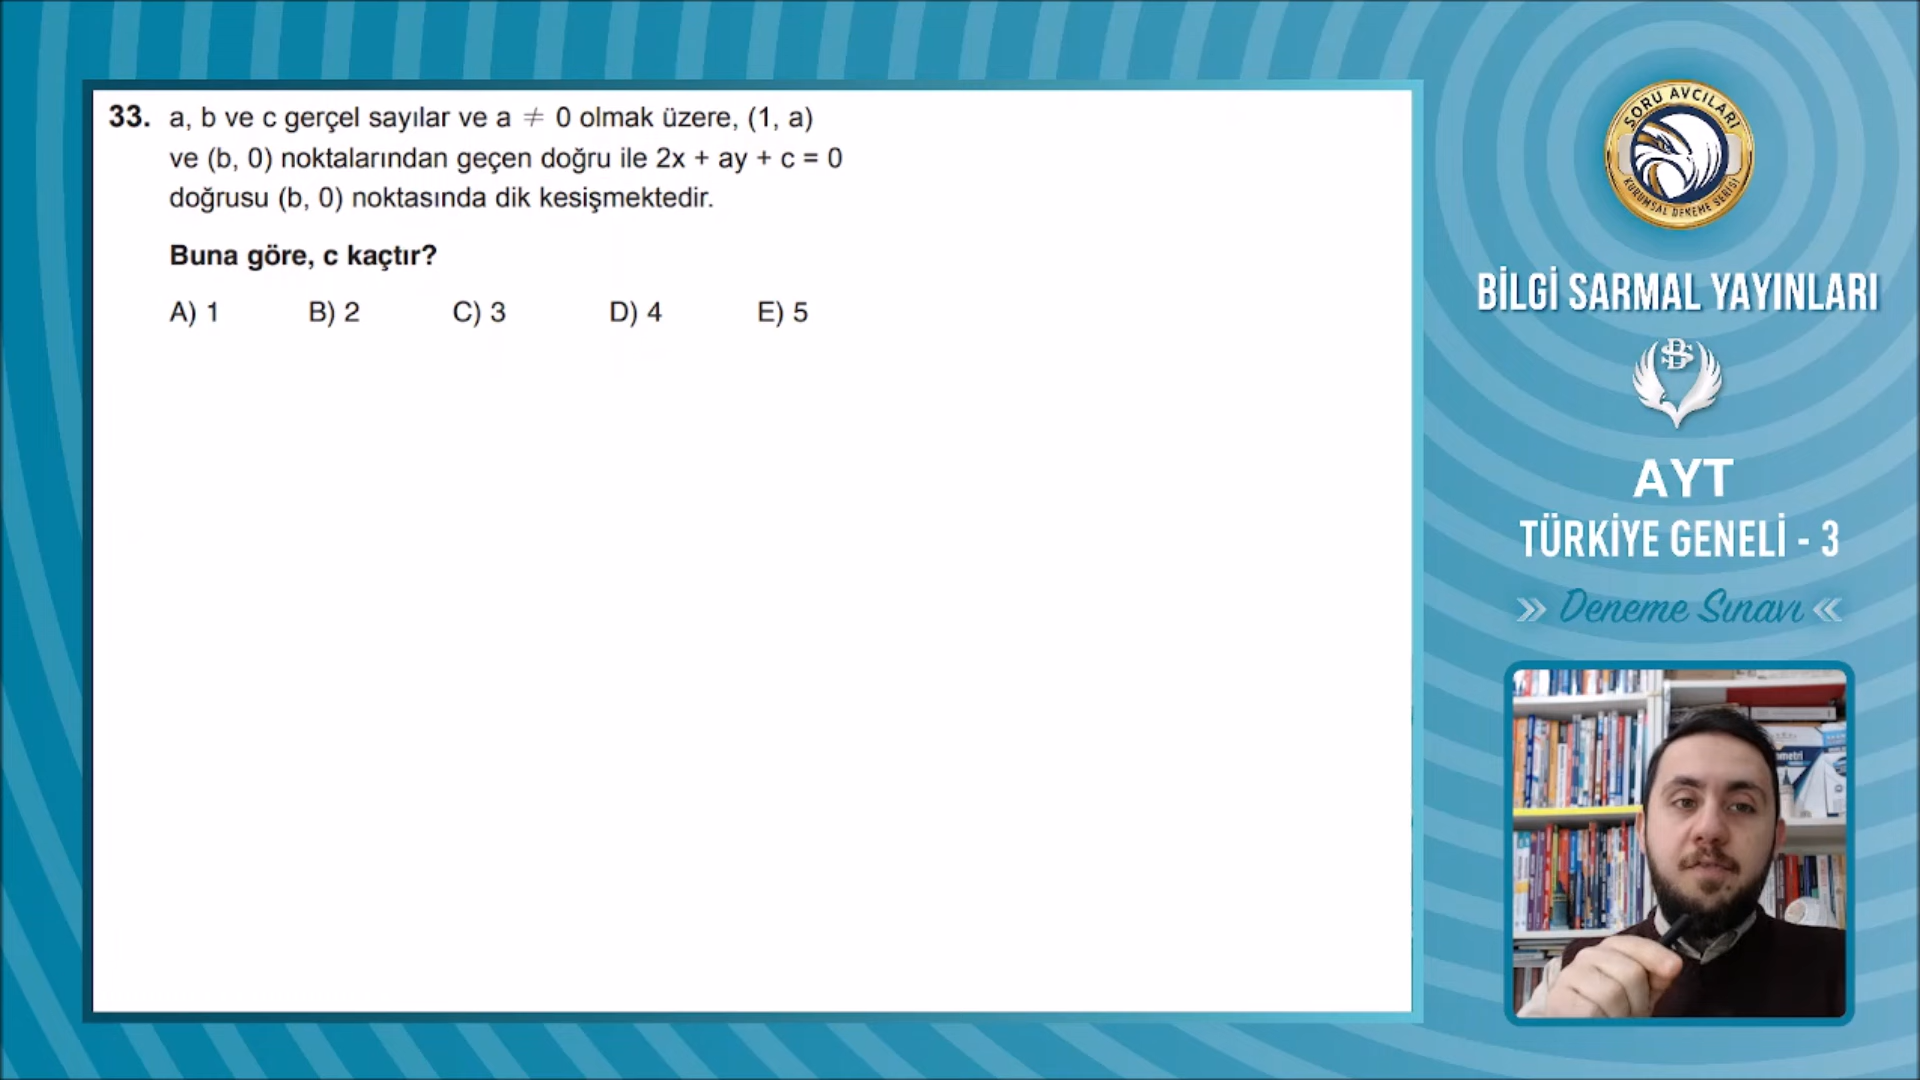 33. a, b ve c gerçel sayılar ve a ≠ 0 olmak üzere, (1, a)
ve (b, 0) noktalarından geçen doğru ile 2x + ay + c = 0
doğrusu (b, 0) noktasında dik kesişmektedir.
Buna göre, c kaçtır?
A) 1 B) 2 C) 3 D) 4 E) 5
SORU AVCILARI
KURUMSAL DENEME SERİSİ
BİLGİ SARMAL YAYINLARI
BS
AYT
TÜRKİYE GENELİ - 3
» Deneme Sınavı «